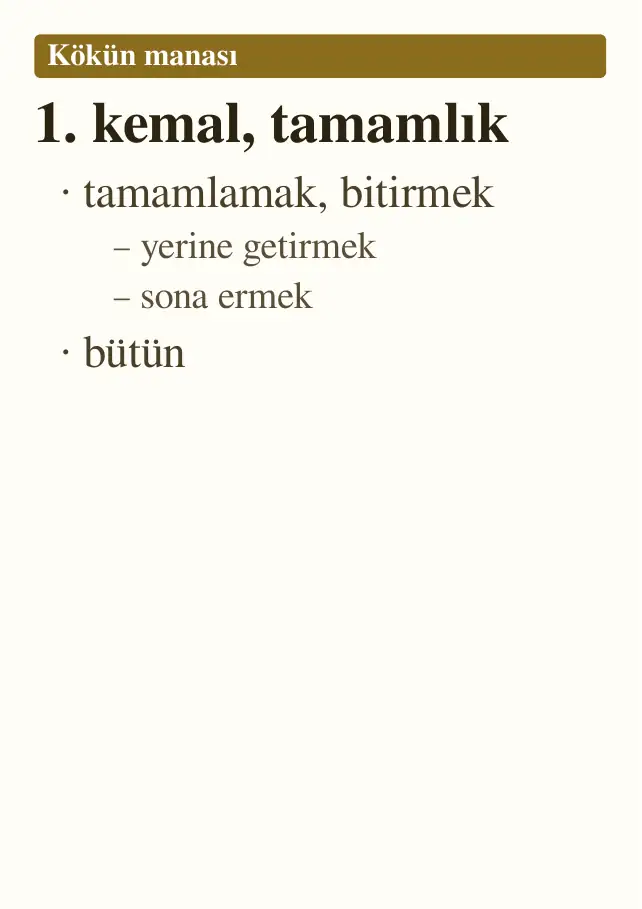 Kökün manası
1. kemal, tamamlık
· tamamlamak, bitirmek
– yerine getirmek
– sona ermek
· bütün